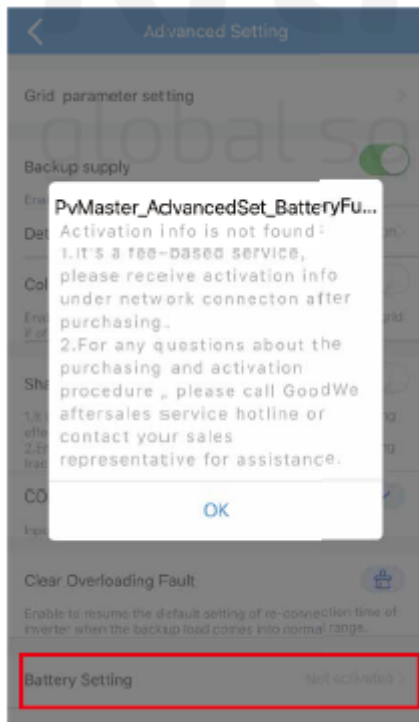 Advanced Setting
Grid parameter setting
global so
Backup supply
PvMaster_AdvancedSet_BatteryFu...
Activation info is not found:
1.It's a fee-based service,
please receive activation info
under network connecton after
purchasing.
2.For any questions about the
purchasing and activation
procedure , please call GoodWe
aftersales service hotline or
contact your sales
representative for assistance.
OK
Clear Overloading Fault
Enable to resume the default setting of re-connection time of
inverter when the backup load comes into normal range.
Battery Setting
Not activated